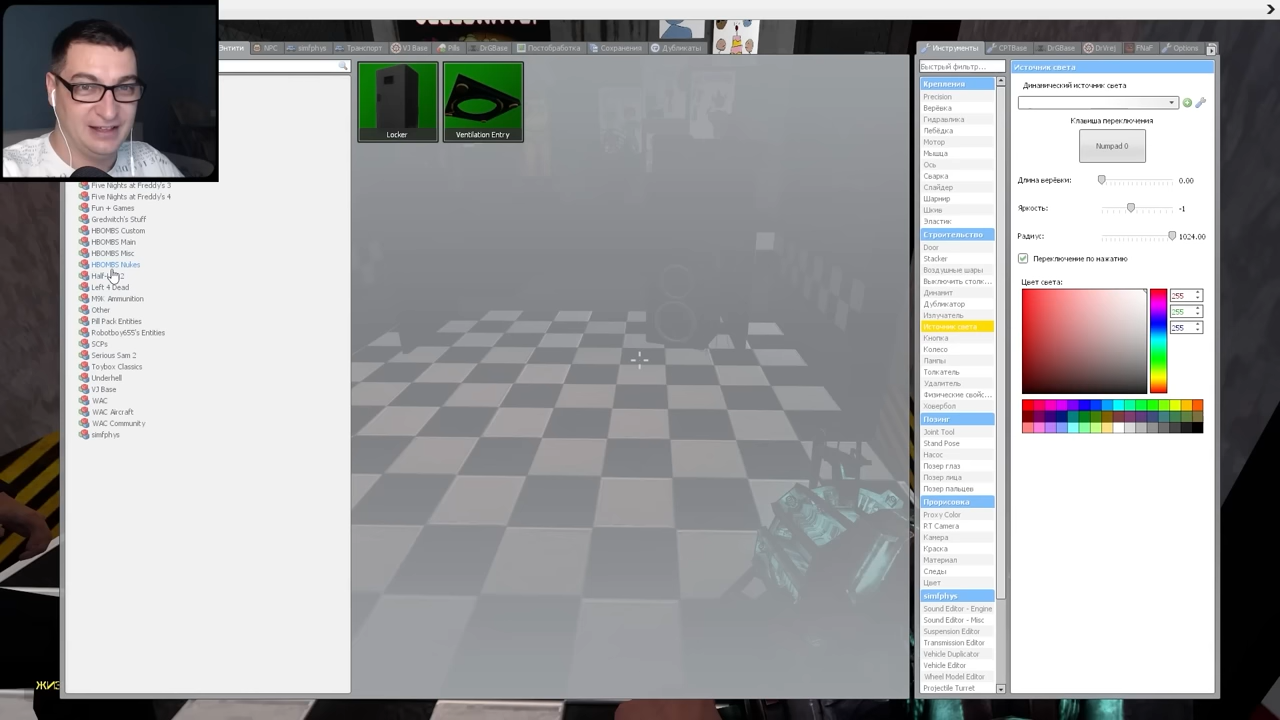 Энтити
NPC
simfphys
Транспорт
VJ Base
Pills
DrGBase
Постобработка
Сохранения
Дубликаты
Five Nights at Freddy's 3
Five Nights at Freddy's 4
Fun + Games
Gredwitch's Stuff
HBOMBS Custom
HBOMBS Main
HBOMBS Misc
HBOMBS Nukes
Left 4 Dead
M9K Ammunition
Other
Pill Pack Entities
Robotboy655's Entities
SCPs
Serious Sam 2
Toybox Classics
Underhell
VJ Base
WAC
WAC Aircraft
WAC Community
simfphys
Locker
Ventilation Entry
Инструменты
CPTBase
DrGBase
DrVrej
FNaF
Options
Быстрый фильтр...
Крепления
Precision
Верёвка
Гидравлика
Лебёдка
Мотор
Мышца
Ось
Сварка
Слайдер
Шарнир
Шкив
Эластик
Строительство
Door
Stacker
Воздушные шары
Выключить столк...
Динамит
Дубликатор
Излучатель
Источник света
Кнопка
Колесо
Лампы
Толкатель
Удалитель
Физические свойс...
Ховербол
Позинг
Joint Tool
Stand Pose
Насос
Позер глаз
Позер лица
Позер пальцев
Прорисовка
Proxy Color
RT Camera
Камера
Краска
Материал
Следы
Цвет
simfphys
Sound Editor - Engine
Sound Editor - Misc
Suspension Editor
Transmission Editor
Vehicle Duplicator
Vehicle Editor
Wheel Model Editor
Projectile Turret
Источник света
Динамический источник света
Клавиша переключения
Numpad 0
Длина верёвки: 0.00
Яркость: -1
Радиус: 1024.00
Переключение по нажатию
Цвет света:
255
255
255